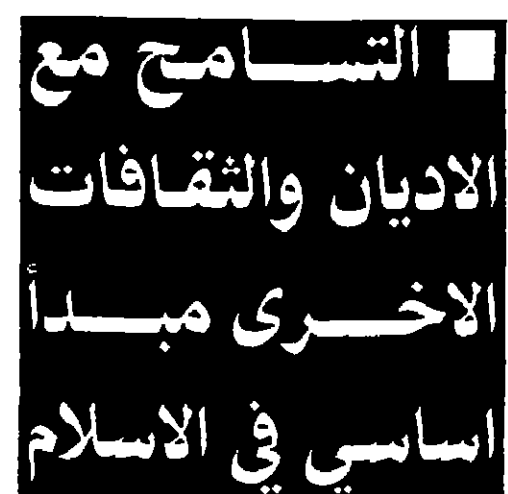 ■ التسامح مع
الاديان والثقافات
الاخرى مبدأ
اساسي في الاسلام